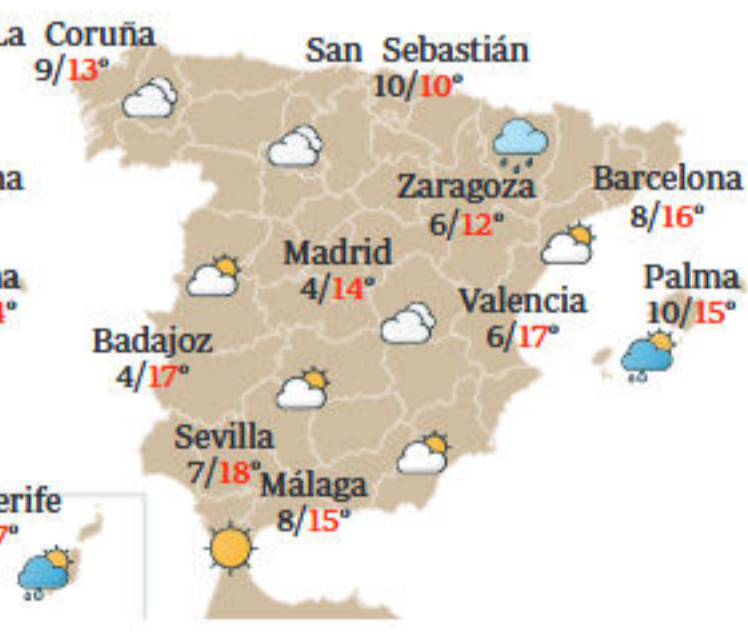 La Coruña
9/13°
San Sebastián
10/10°
Zaragoza
6/12°
Barcelona
8/16°
Madrid
4/14°
Palma
10/15°
Valencia
6/17°
Badajoz
4/17°
Sevilla
7/18°
Málaga
8/15°